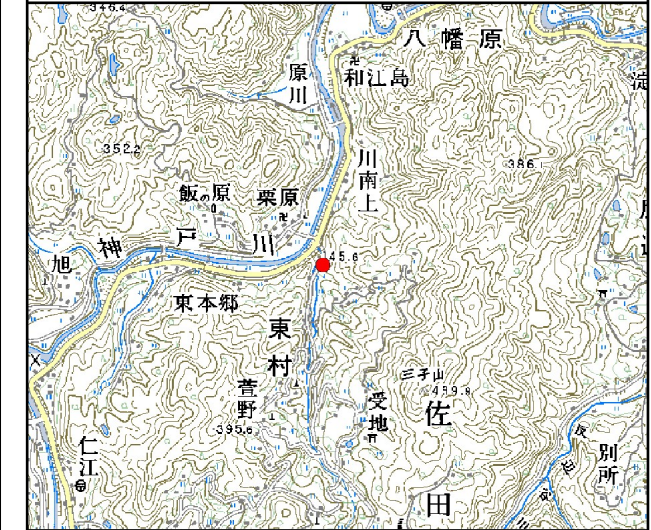 346.4
八幡原
和江島
原川
352.2
386.1
川南上
飯の原
栗原
神戸川
旭
45.6
東本郷
東村
三子山
459.8
萱野
受地
佐
395.6
仁江
別所
田